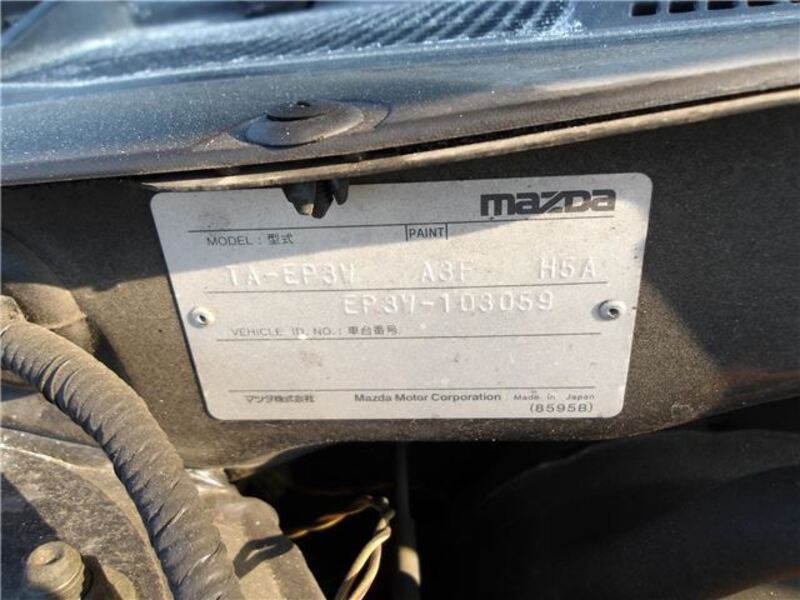 mazda
MODEL : 型式 PAINT
TA-EP3W A3F H5A
EP3W-103059
VEHICLE ID. NO. : 車台番号
マツダ株式会社 Mazda Motor Corporation Made in Japan
(8595B)